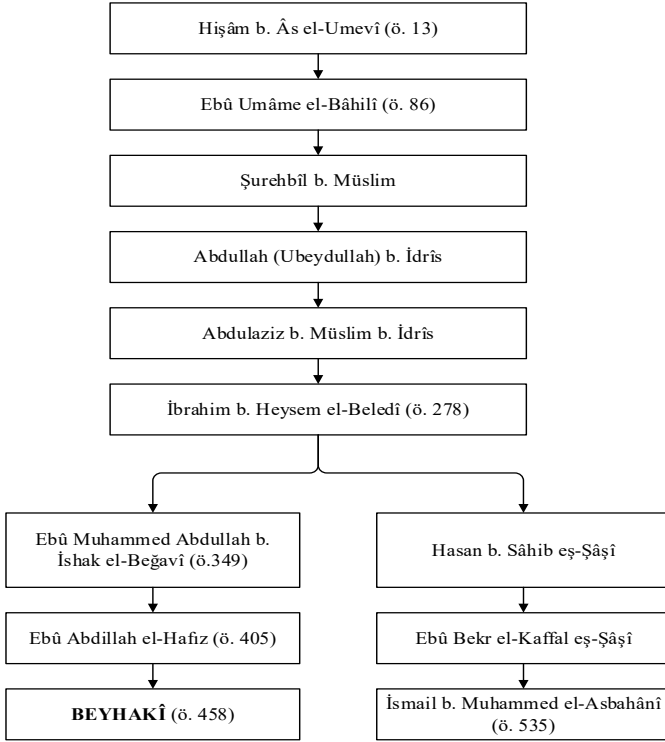 Hişâm b. Âs el-Umevî (ö. 13)
Ebû Umâme el-Bâhilî (ö. 86)
Şurehbîl b. Müslim
Abdullah (Ubeydullah) b. İdrîs
Abdulaziz b. Müslim b. İdrîs
İbrahim b. Heysem el-Beledî (ö. 278)
Ebû Muhammed Abdullah b.
İshak el-Beğavî (ö.349)
Hasan b. Sâhib eş-Şâşî
Ebû Abdillah el-Hafız (ö. 405)
Ebû Bekr el-Kaffal eş-Şâşî
BEYHAKÎ (ö. 458)
İsmail b. Muhammed el-Asbahânî
(ö. 535)